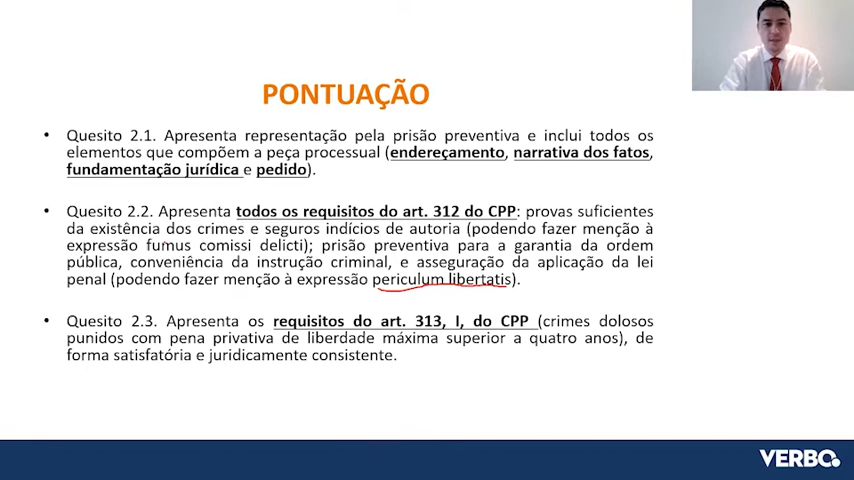 PONTUAÇÃO
• Quesito 2.1. Apresenta representação pela prisão preventiva e inclui todos os
elementos que compõem a peça processual (endereçamento, narrativa dos fatos,
fundamentação jurídica e pedido).
• Quesito 2.2. Apresenta todos os requisitos do art. 312 do CPP: provas suficientes
da existência dos crimes e seguros indícios de autoria (podendo fazer menção à
expressão fumus comissi delicti); prisão preventiva para a garantia da ordem
pública, conveniência da instrução criminal, e asseguração da aplicação da lei
penal (podendo fazer menção à expressão periculum libertatis).
• Quesito 2.3. Apresenta os requisitos do art. 313, I, do CPP (crimes dolosos
punidos com pena privativa de liberdade máxima superior a quatro anos), de
forma satisfatória e juridicamente consistente.
VERBO